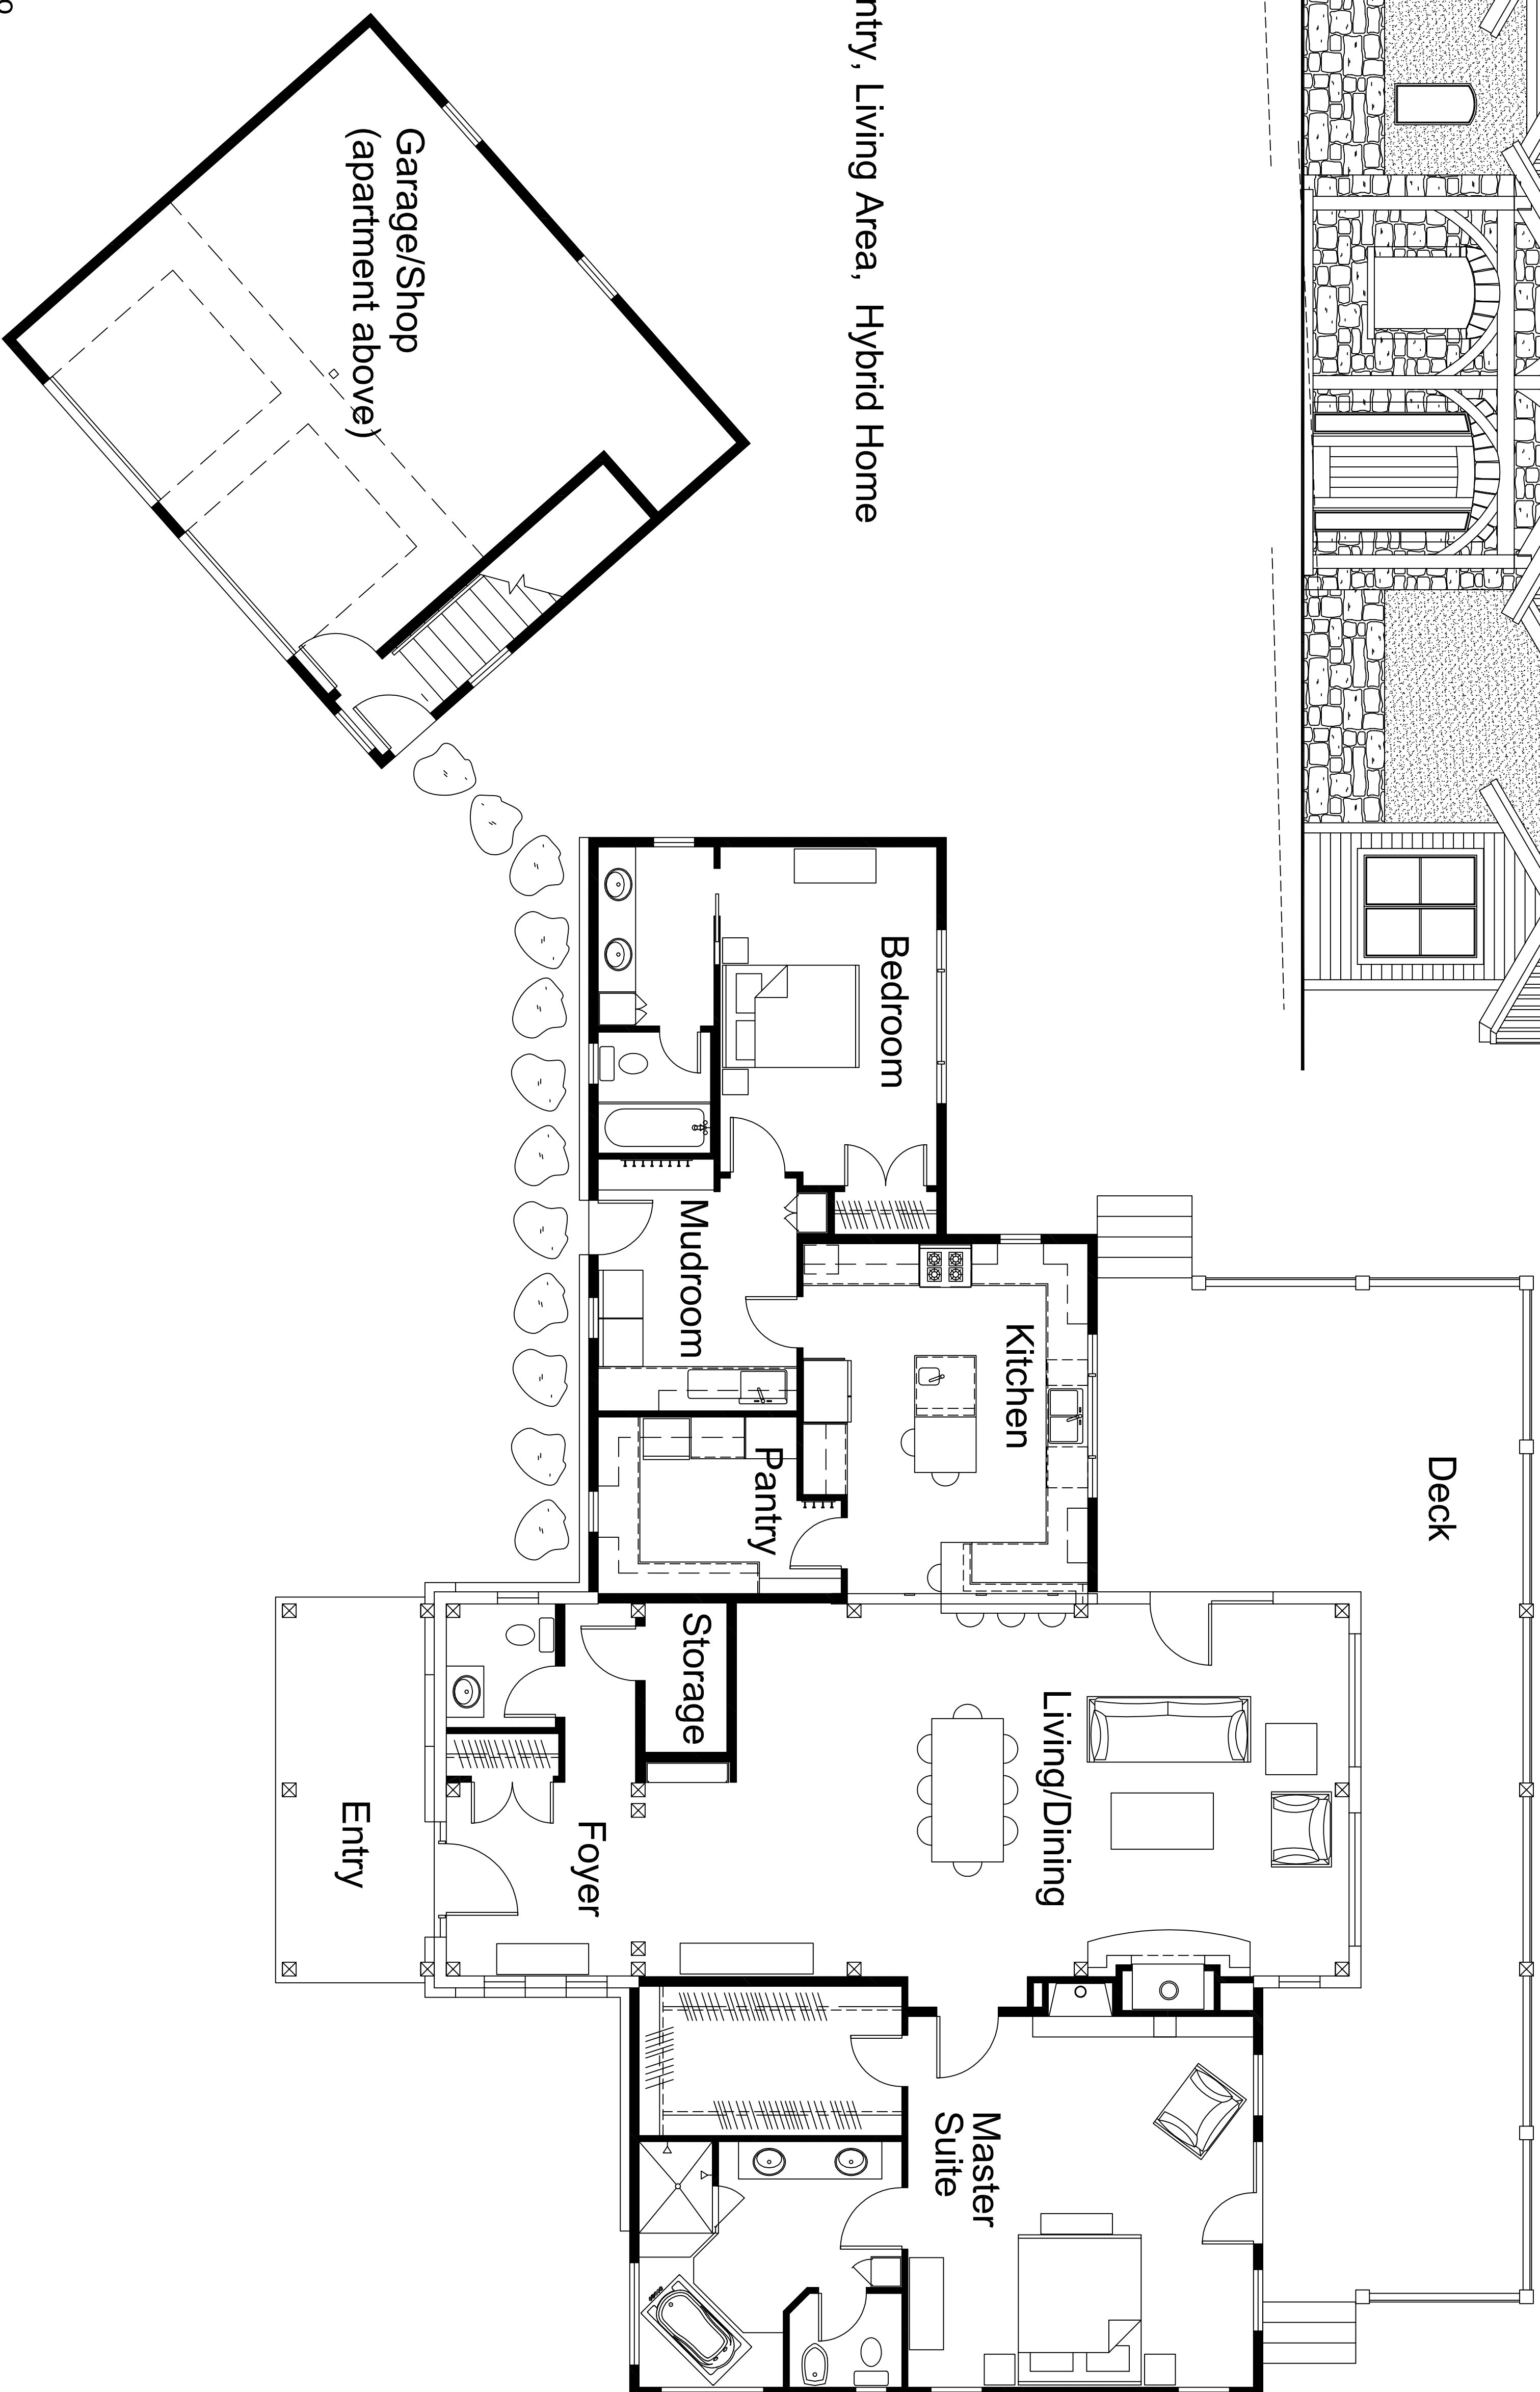 ntry, Living Area, Hybrid Home
Deck
Garage/Shop
(apartment above)
Bedroom
Kitchen
Mudroom
Pantry
Living/Dining
Storage
Foyer
Entry
Master
Suite